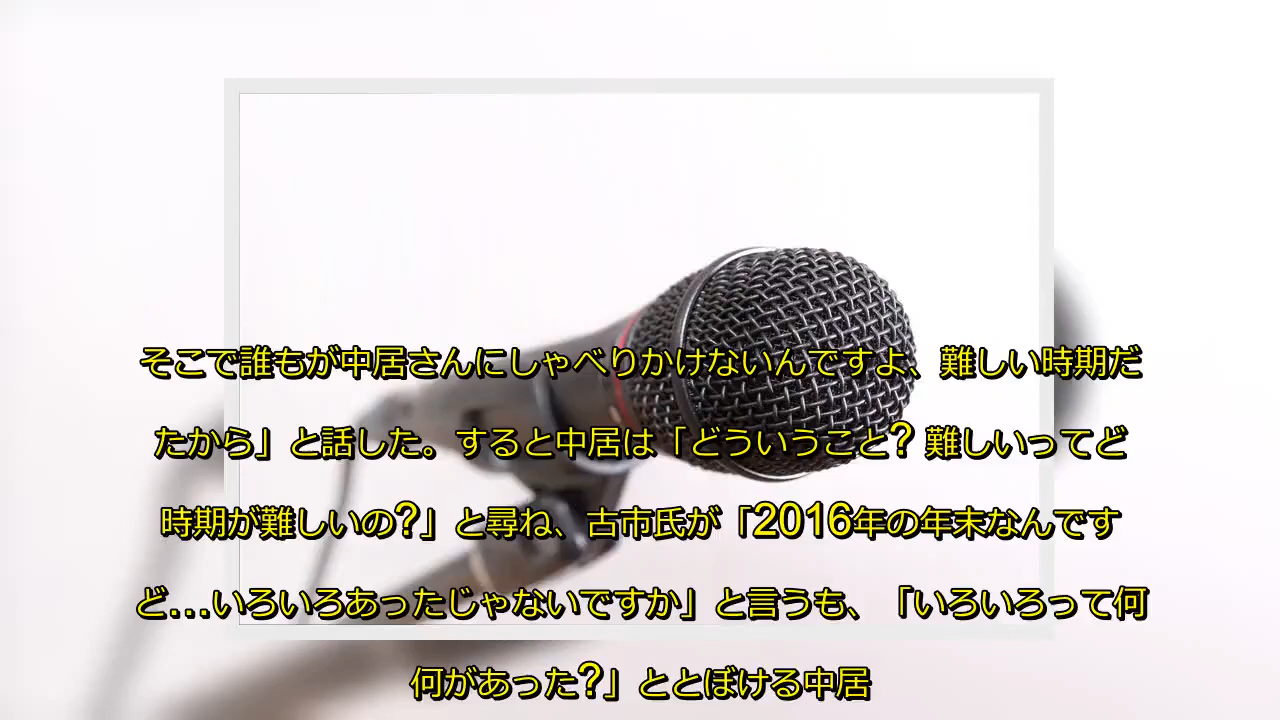 そこで誰もが中居さんにしゃべりかけないんですよ、難しい時期だ
たから」と話した。すると中居は「どういうこと? 難しいってど
時期が難しいの?」と尋ね、古市氏が「2016年の年末なんです
ど…いろいろあったじゃないですか」と言うも、「いろいろって何
何があった?」ととぼける中居